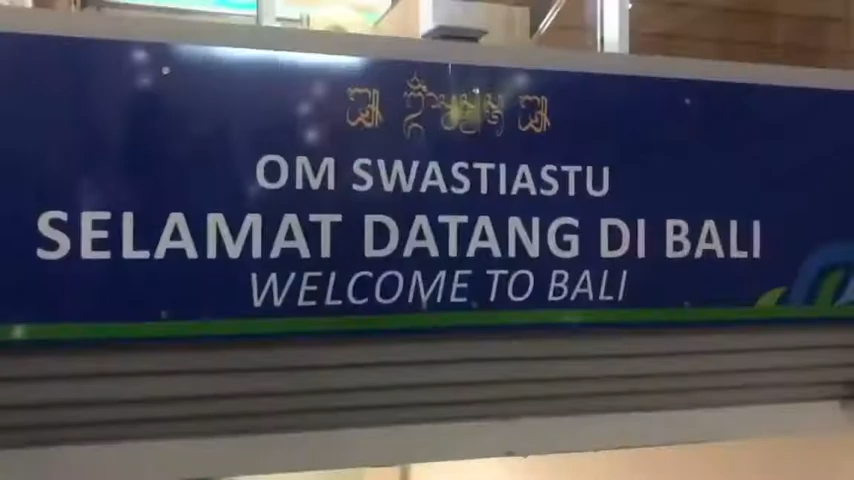 OM SWASTIASTU
SELAMAT DATANG DI BALI
WELCOME TO BALI